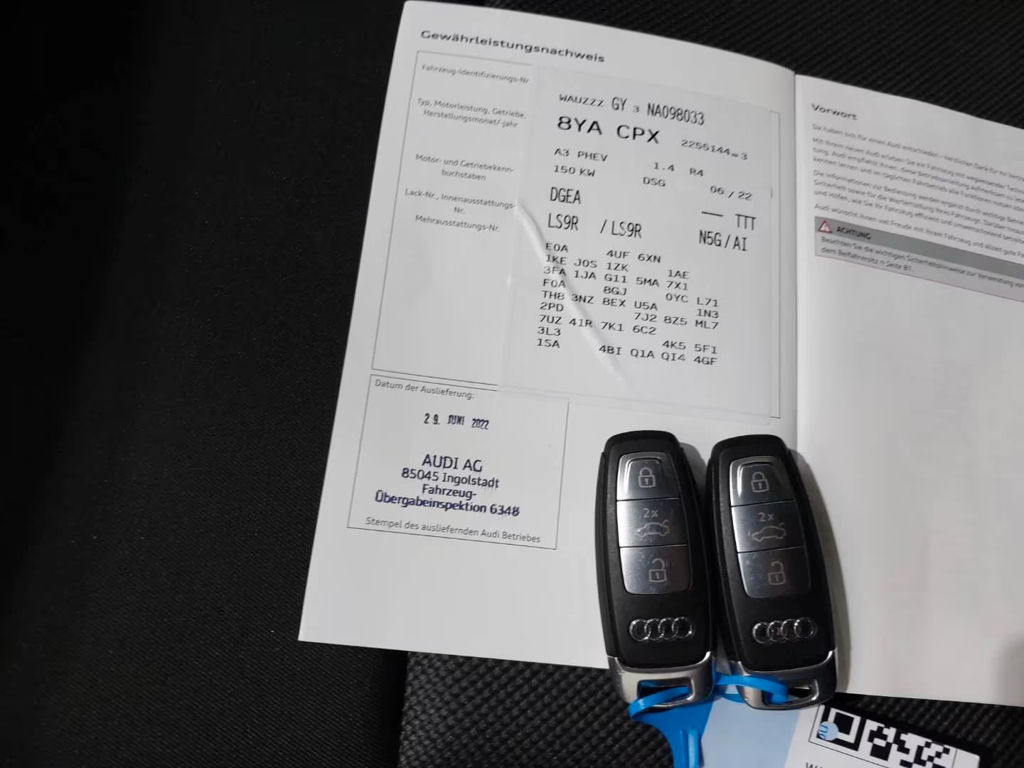 Gewährleistungsnachweis
Fahrzeug-Identifizierungs-Nr.
WAUZZZ GY 3 NA098033
Typ, Motorleistung, Getriebe,
Herstellungsmonat/-jahr
8YA CPX 2255144
A3 PHEV 1.4 R4
150 KW DSG 06 / 22
Motor- und Getriebekenn-
buchstaben
DGEA TTT
Lack-Nr., Innenausstattungs-
Nr.
LS9R / LS9R N5G / AI
Mehrausstattungs-Nr.
E0A 4UF 6XN
1KE J0S 1ZK 1AE
3FA 1JA G11 5MA 7X1
F0A 8GJ 0YC L71
TH8 3NZ 8EX U5A 1N3
2PD 7J2 8Z5 ML7
7UZ 41R 7K1 6C2
3L3 4K5 5F1
1SA 4BI Q1A QI4 4GF
Datum der Auslieferung:
29. JUNI 2022
AUDI AG
85045 Ingolstadt
Fahrzeug-
Übergabeinspektion 6348
Stempel des ausliefernden Audi Betriebes
Vorwort
ACHTUNG
2x
2x